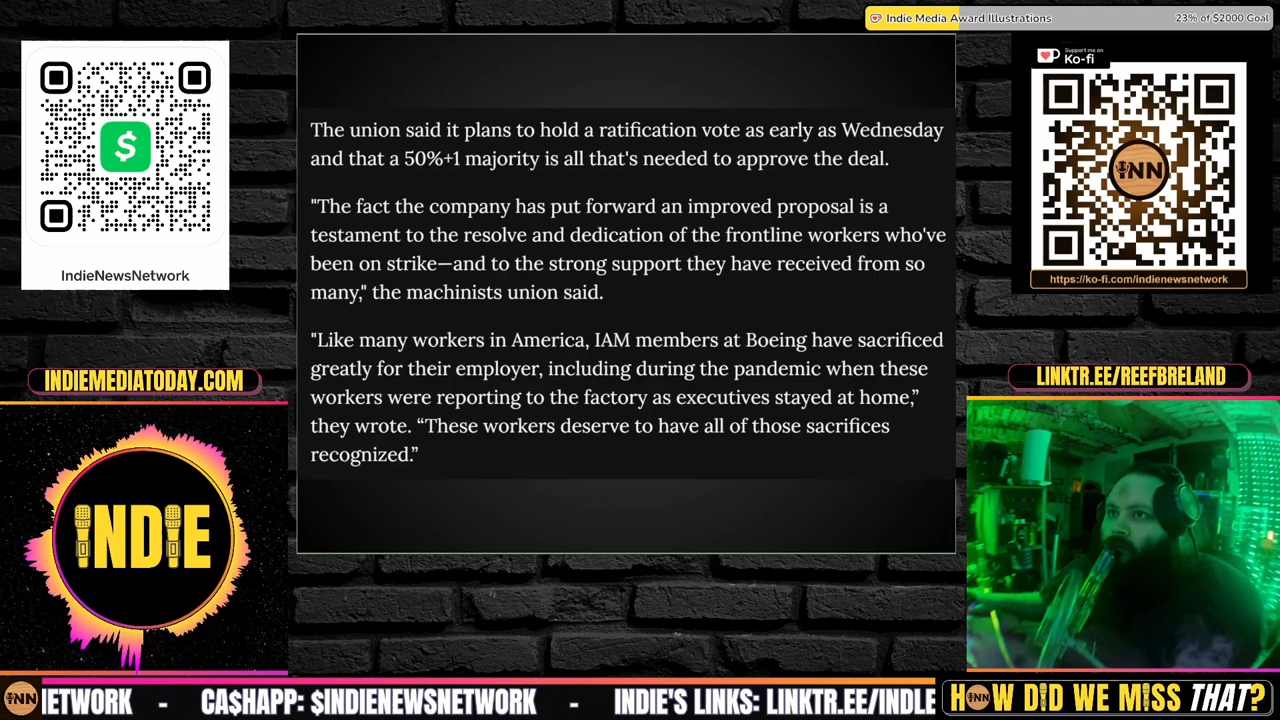 Indie Media Award Illustrations
23% of $2000 Goal
$
IndieNewsNetwork
Support me on
Ko-fi
iNN
https://ko-fi.com/indienewsnetwork
The union said it plans to hold a ratification vote as early as Wednesday
and that a 50%+1 majority is all that's needed to approve the deal.
"The fact the company has put forward an improved proposal is a
testament to the resolve and dedication of the frontline workers who've
been on strike—and to the strong support they have received from so
many," the machinists union said.
"Like many workers in America, IAM members at Boeing have sacrificed
greatly for their employer, including during the pandemic when these
workers were reporting to the factory as executives stayed at home,”
they wrote. “These workers deserve to have all of those sacrifices
recognized.”
INDIEMEDIATODAY.COM
LINKTR.EE/REEFBRELAND
INDIE
iNN
IETWORK - CA$HAPP: $INDIENEWSNETWORK - INDIE'S LINKS: LINKTR.EE/INDLE
HOW DID WE MISS THAT?